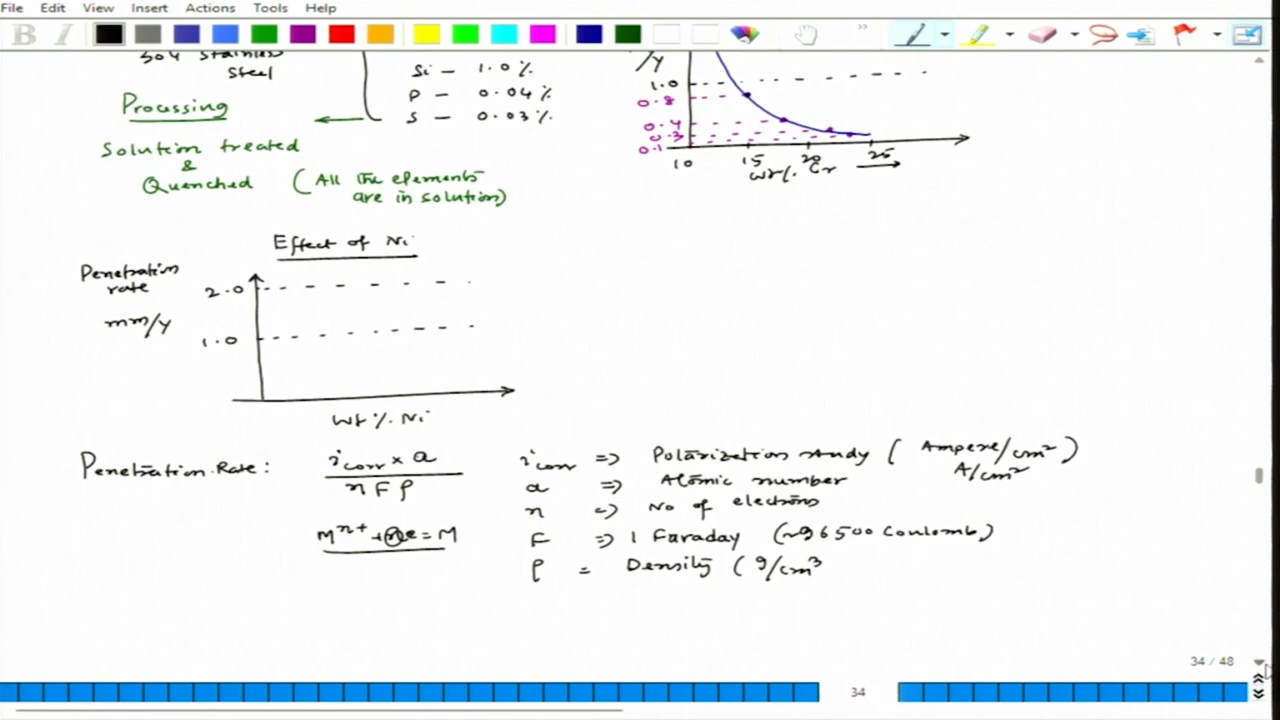 File Edit View Insert Actions Tools Help
304 Stainless
Steel
Si - 1.0%
P - 0.04%
S - 0.03%
Processing
Solution treated
&
Quenched (All the elements
are in solution)
/Y
1.0
0.8
0.4
0.3
0.1
10 15 20 25
Wt% Cr
Effect of Ni
Penetration
rate
mm/Y
2.0
1.0
Wt % Ni
Penetration Rate: icorr x a
n F ρ
M^n+ + ne = M
icorr => Polarization study (Ampere/cm²)
A/cm²
a => Atomic number
n => No of electrons
F => 1 Faraday (~96500 Coulomb)
ρ = Density (g/cm³
34 / 48
34